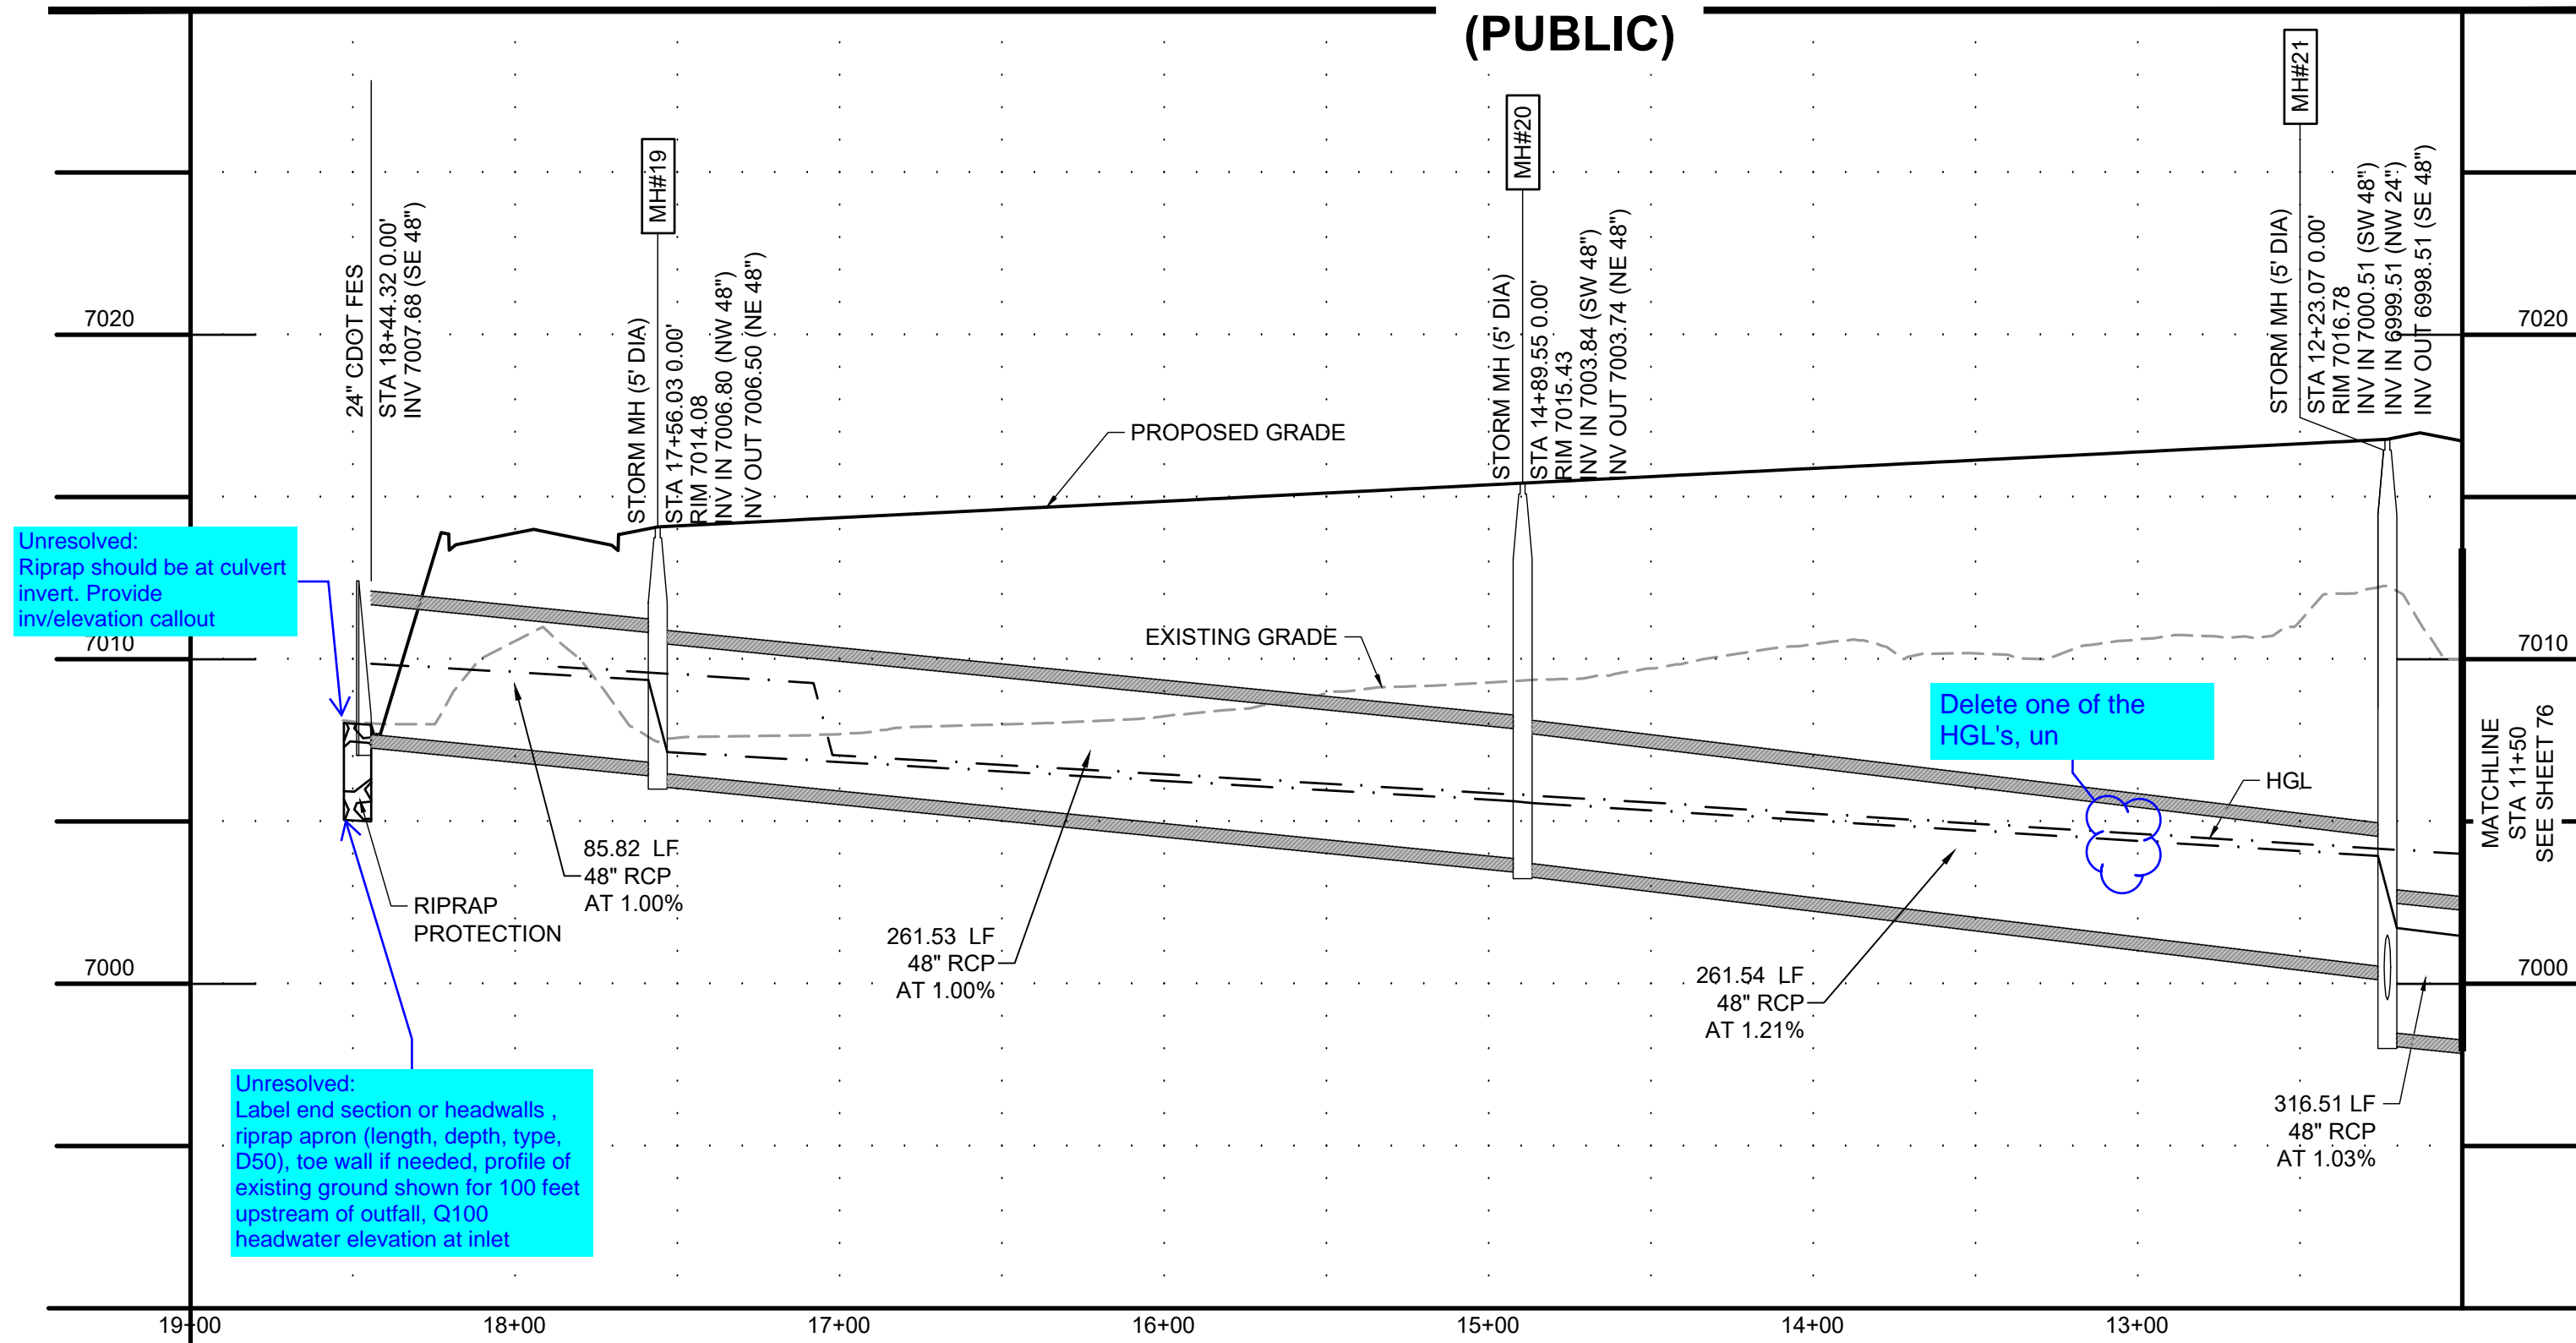 (PUBLIC)
MH#19
MH#20
MH#21
24" CDOT FES
STA 18+44.32 0.00'
INV 7007.68 (SE 48")
STORM MH (5' DIA)
STA 17+56.03 0.00'
RIM 7014.08
INV IN 7006.80 (NW 48")
INV OUT 7006.50 (NE 48")
STORM MH (5' DIA)
STA 14+89.55 0.00'
RIM 7015.43
INV IN 7003.84 (SW 48")
INV OUT 7003.74 (NE 48")
STORM MH (5' DIA)
STA 12+23.07 0.00'
RIM 7016.78
INV IN 7000.51 (SW 48")
INV IN 6999.51 (NW 24")
INV OUT 6998.51 (SE 48")
7020
7020
PROPOSED GRADE
Unresolved:
Riprap should be at culvert
invert. Provide
inv/elevation callout
7010
7010
EXISTING GRADE
Delete one of the
HGL's, un
HGL
MATCHLINE
STA 11+50
SEE SHEET 76
85.82 LF
48" RCP
AT 1.00%
RIPRAP
PROTECTION
261.53 LF
48" RCP
AT 1.00%
261.54 LF
48" RCP
AT 1.21%
7000
7000
316.51 LF
48" RCP
AT 1.03%
Unresolved:
Label end section or headwalls ,
riprap apron (length, depth, type,
D50), toe wall if needed, profile of
existing ground shown for 100 feet
upstream of outfall, Q100
headwater elevation at inlet
19+00
18+00
17+00
16+00
15+00
14+00
13+00